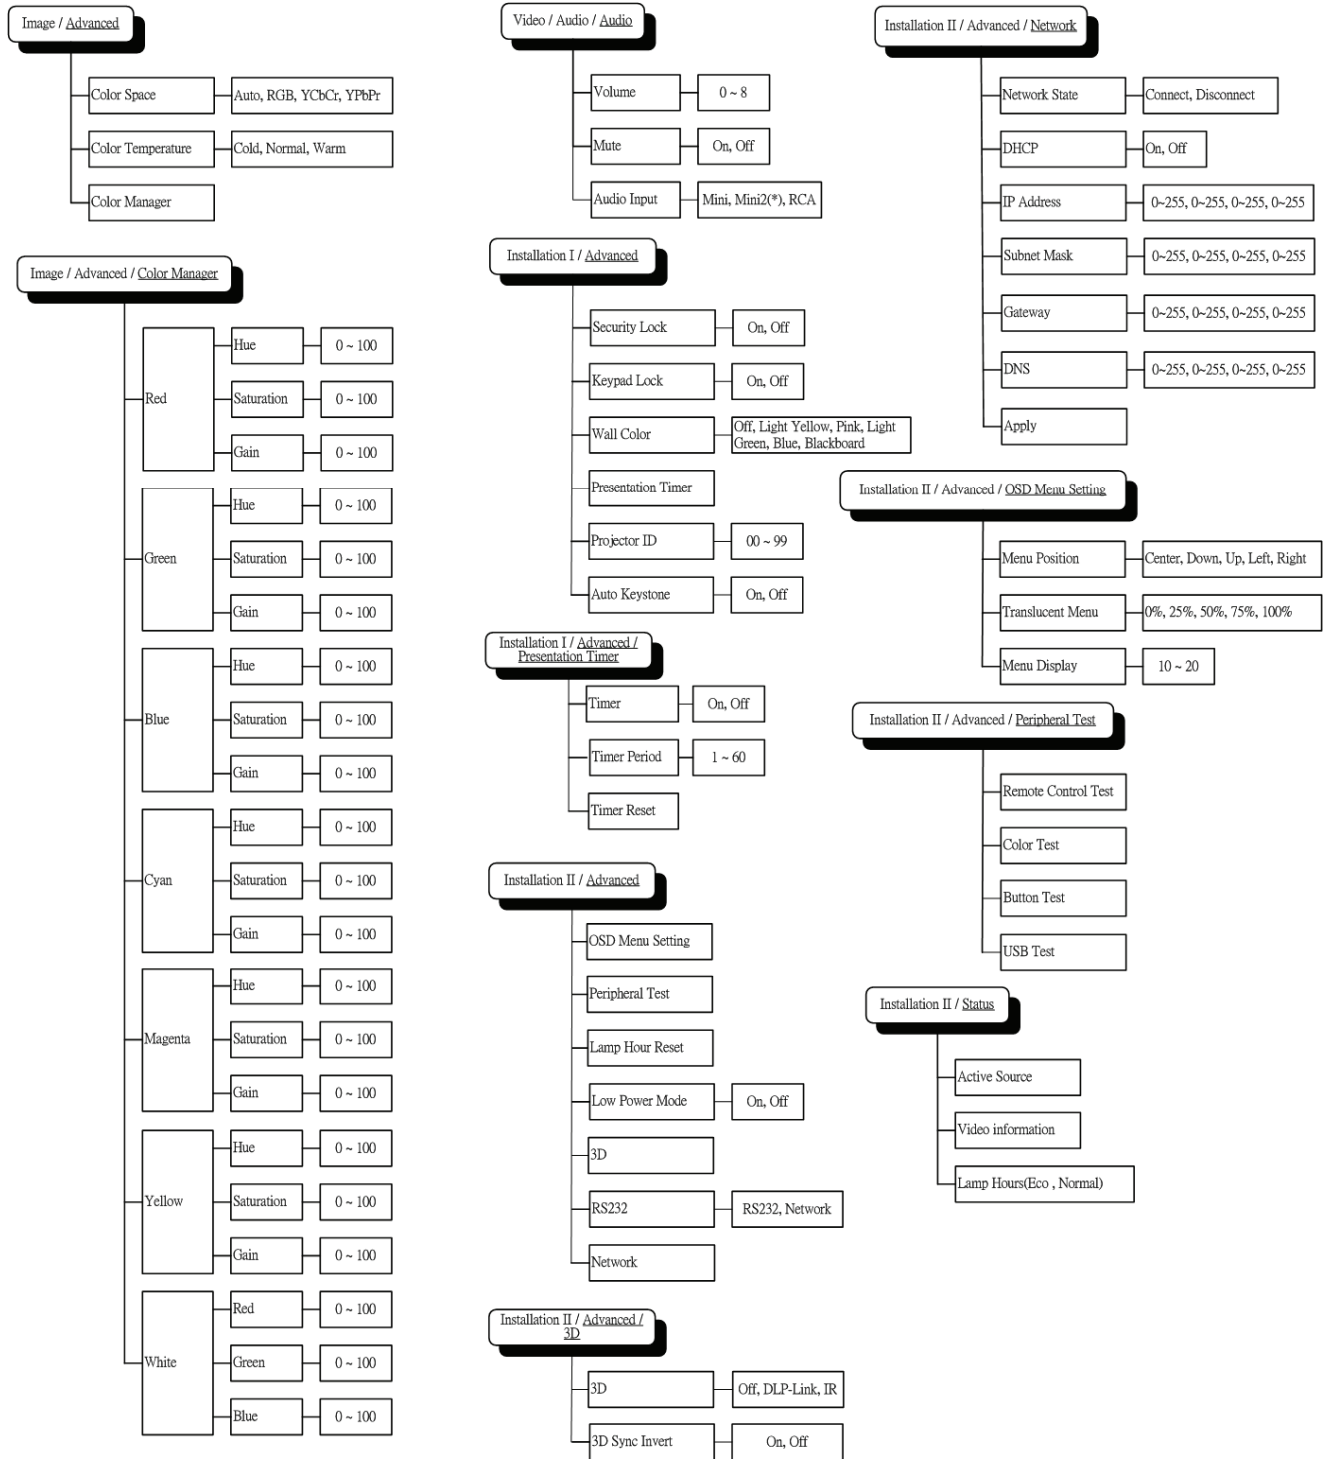 Image / Advanced
Color Space
Auto, RGB, YCbCr, YPbPr
Color Temperature
Cold, Normal, Warm
Color Manager
Image / Advanced / Color Manager
Red
Hue
0 ~ 100
Saturation
0 ~ 100
Gain
0 ~ 100
Green
Hue
0 ~ 100
Saturation
0 ~ 100
Gain
0 ~ 100
Blue
Hue
0 ~ 100
Saturation
0 ~ 100
Gain
0 ~ 100
Cyan
Hue
0 ~ 100
Saturation
0 ~ 100
Gain
0 ~ 100
Magenta
Hue
0 ~ 100
Saturation
0 ~ 100
Gain
0 ~ 100
Yellow
Hue
0 ~ 100
Saturation
0 ~ 100
Gain
0 ~ 100
White
Red
0 ~ 100
Green
0 ~ 100
Blue
0 ~ 100
Video / Audio / Audio
Volume
0 ~ 8
Mute
On, Off
Audio Input
Mini, Mini2(*), RCA
Installation I / Advanced
Security Lock
On, Off
Keypad Lock
On, Off
Wall Color
Off, Light Yellow, Pink, Light
Green, Blue, Blackboard
Presentation Timer
Projector ID
00 ~ 99
Auto Keystone
On, Off
Installation I / Advanced /
Presentation Timer
Timer
On, Off
Timer Period
1 ~ 60
Timer Reset
Installation II / Advanced
OSD Menu Setting
Peripheral Test
Lamp Hour Reset
Low Power Mode
On, Off
3D
RS232
RS232, Network
Network
Installation II / Advanced /
3D
3D
Off, DLP-Link, IR
3D Sync Invert
On, Off
Installation II / Advanced / Network
Network State
Connect, Disconnect
DHCP
On, Off
IP Address
0~255, 0~255, 0~255, 0~255
Subnet Mask
0~255, 0~255, 0~255, 0~255
Gateway
0~255, 0~255, 0~255, 0~255
DNS
0~255, 0~255, 0~255, 0~255
Apply
Installation II / Advanced / OSD Menu Setting
Menu Position
Center, Down, Up, Left, Right
Translucent Menu
0%, 25%, 50%, 75%, 100%
Menu Display
10 ~ 20
Installation II / Advanced / Peripheral Test
Remote Control Test
Color Test
Button Test
USB Test
Installation II / Status
Active Source
Video information
Lamp Hours(Eco , Normal)